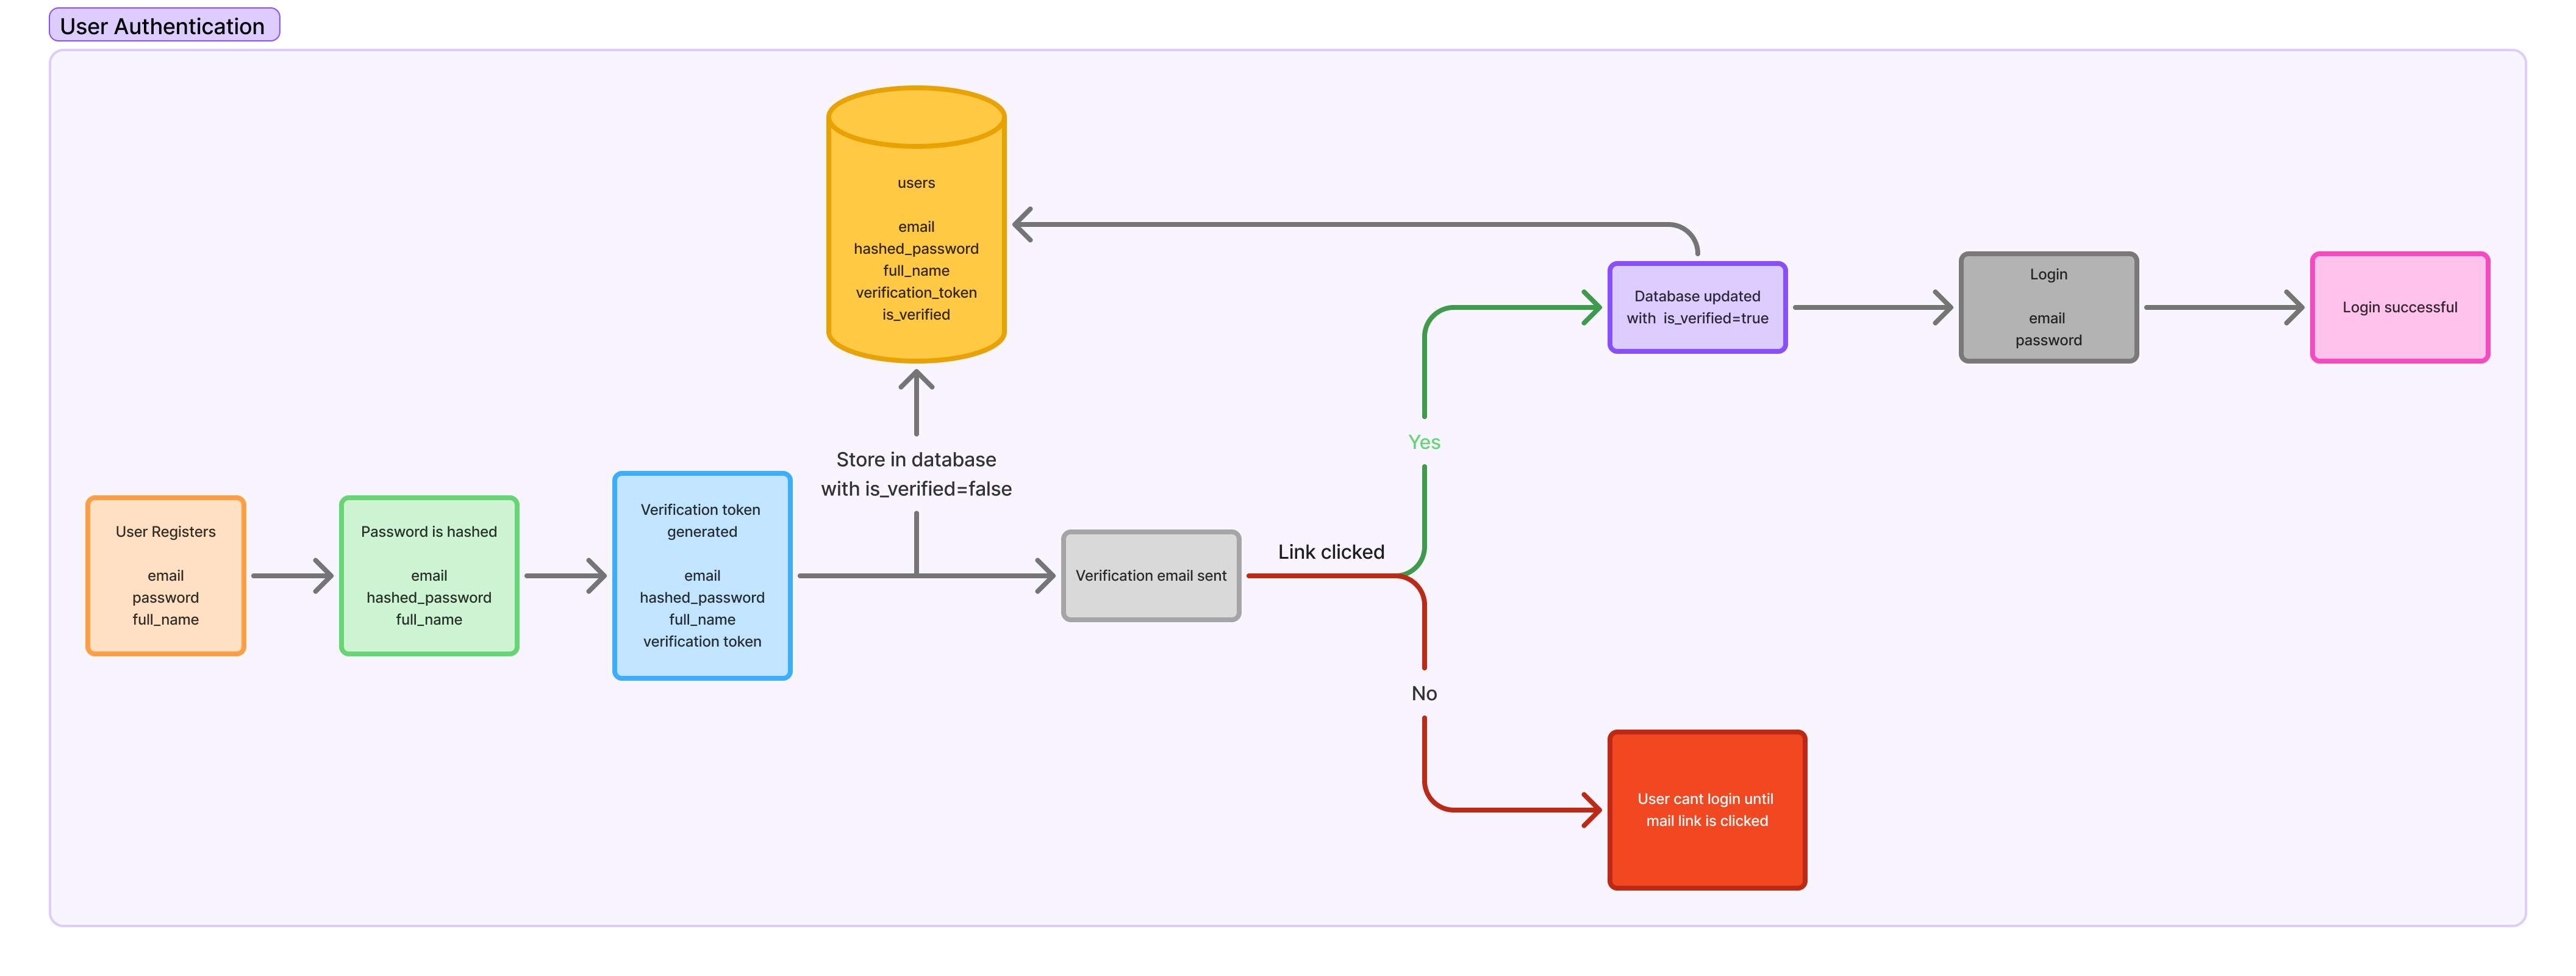 User Authentication
users
email
hashed_password
full_name
verification_token
is_verified
Store in database
with is_verified=false
User Registers
email
password
full_name
Password is hashed
email
hashed_password
full_name
Verification token
generated
email
hashed_password
full_name
verification token
Verification email sent
Link clicked
Yes
No
Database updated
with is_verified=true
Login
email
password
Login successful
User cant login until
mail link is clicked